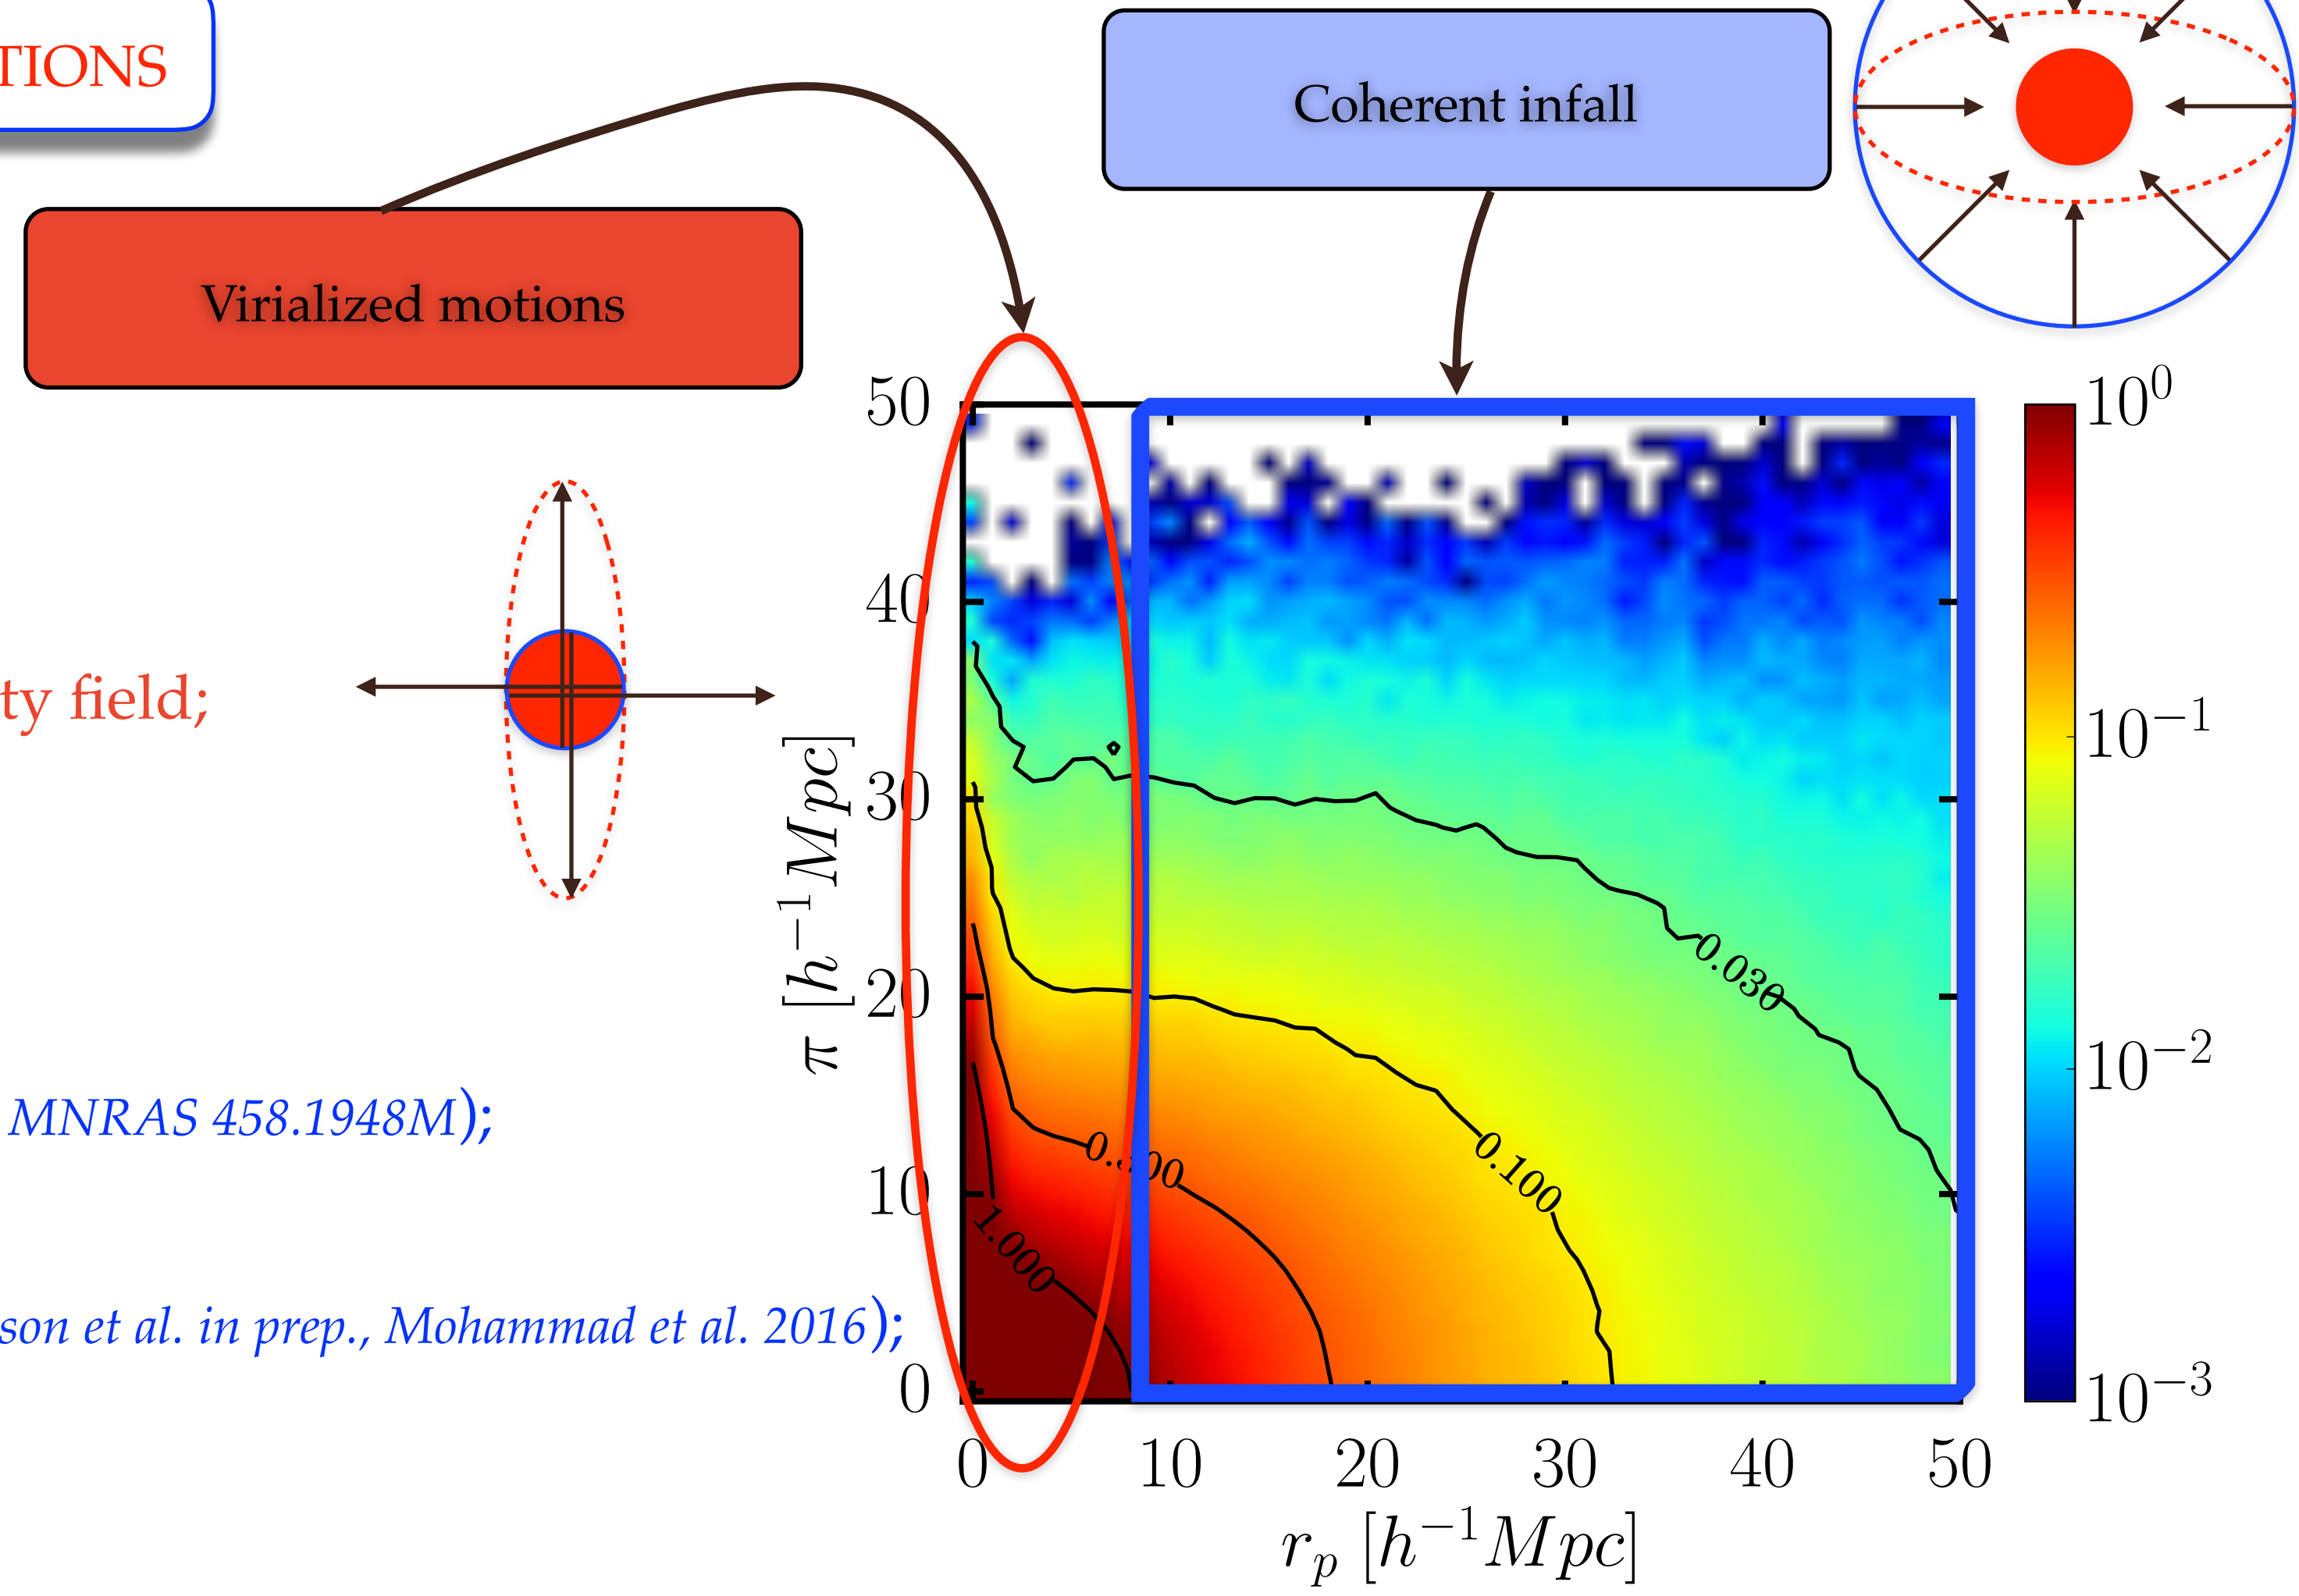 TIONS
Coherent infall
Virialized motions
ty field;
MNRAS 458.1948M);
son et al. in prep., Mohammad et al. 2016);
50
40
30
20
10
0
π [h⁻¹Mpc]
0 10 20 30 40 50
r_p [h⁻¹Mpc]
0.030
0.100
1.000
10⁰
10⁻¹
10⁻²
10⁻³